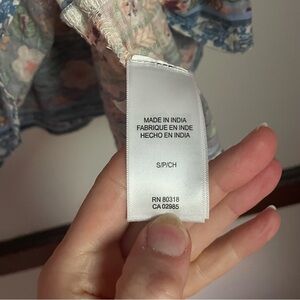 MADE IN INDIA
FABRIQUE EN INDE
HECHO EN INDIA
S/P/CH
RN 80318
CA 02985